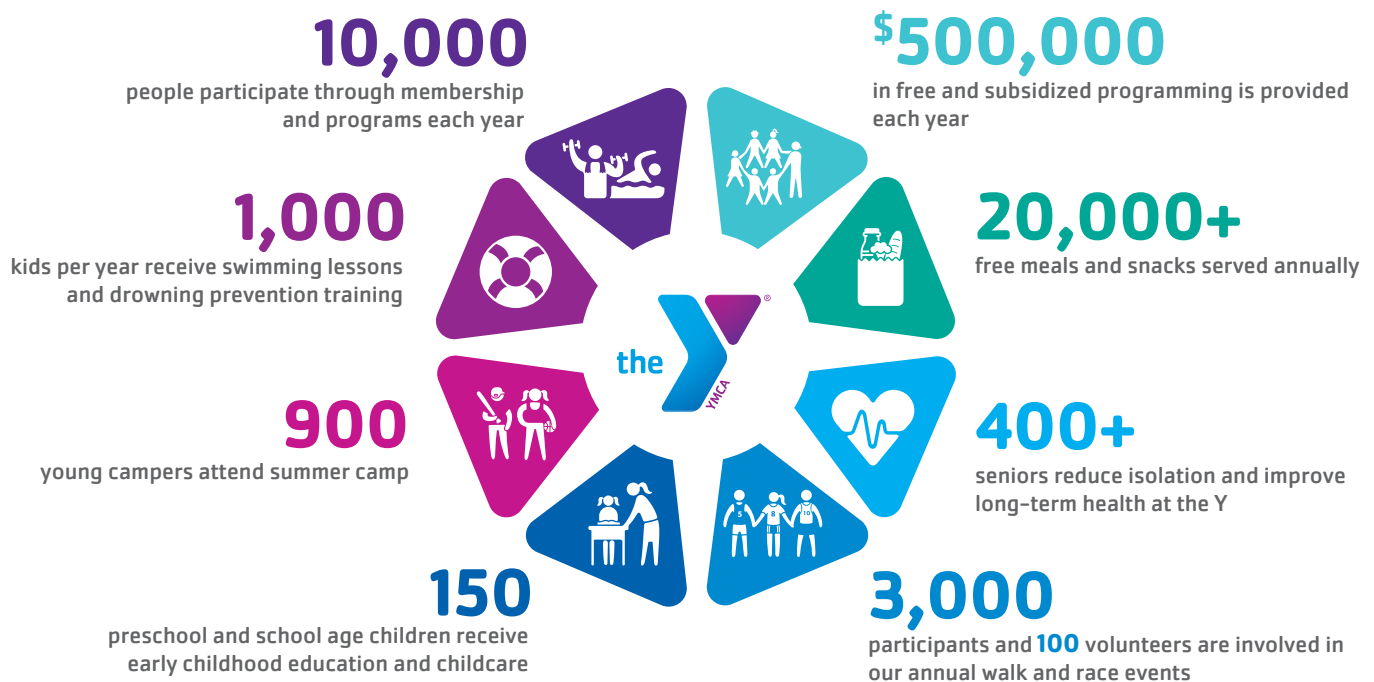 10,000
people participate through membership
and programs each year
$500,000
in free and subsidized programming is provided
each year
1,000
kids per year receive swimming lessons
and drowning prevention training
20,000+
free meals and snacks served annually
the
YMCA
®
900
young campers attend summer camp
400+
seniors reduce isolation and improve
long-term health at the Y
150
preschool and school age children receive
early childhood education and childcare
5 8 10
3,000
participants and 100 volunteers are involved in
our annual walk and race events